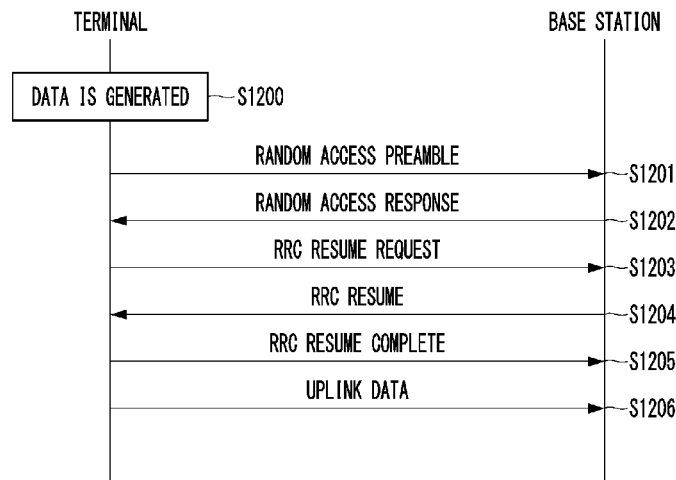 TERMINAL
BASE STATION
DATA IS GENERATED
S1200
RANDOM ACCESS PREAMBLE
S1201
RANDOM ACCESS RESPONSE
S1202
RRC RESUME REQUEST
S1203
RRC RESUME
S1204
RRC RESUME COMPLETE
S1205
UPLINK DATA
S1206